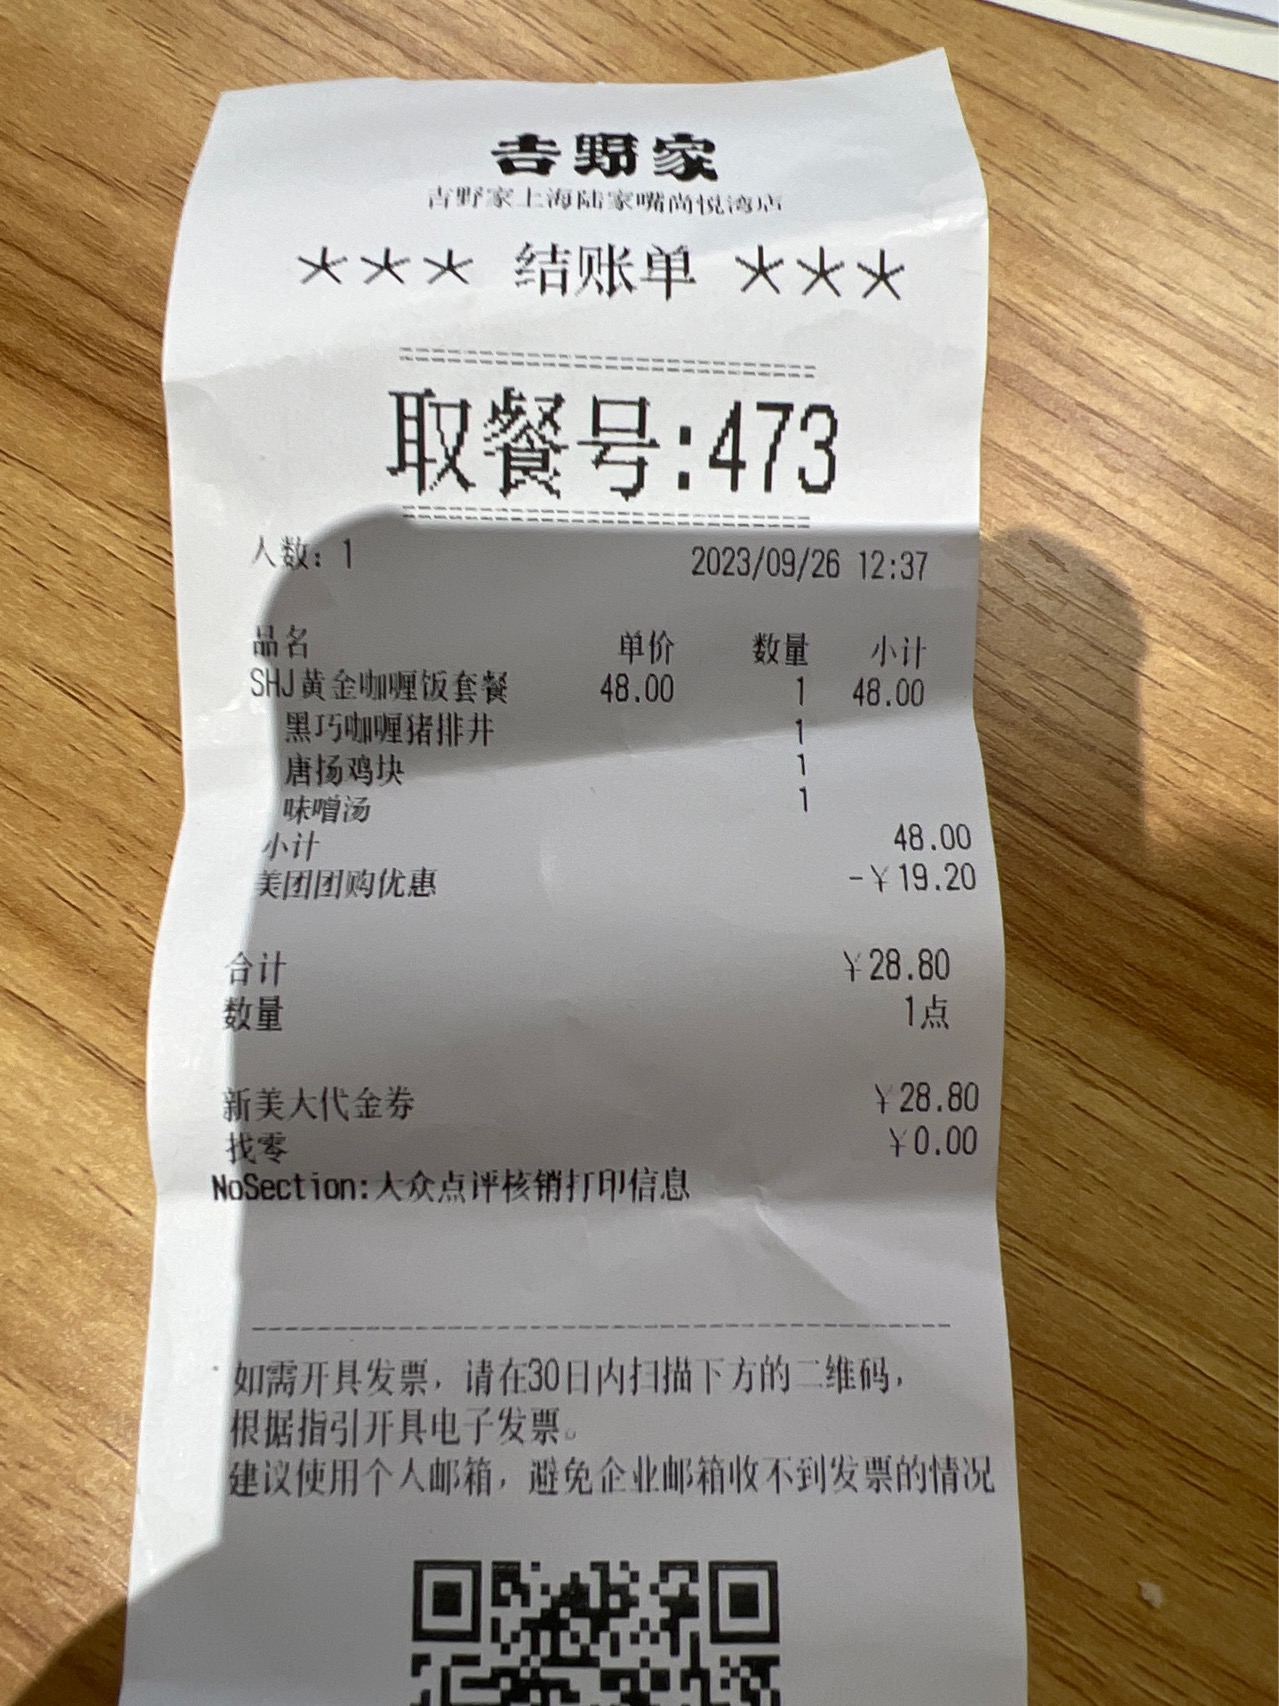 吉野家
吉野家上海陆家嘴尚悦湾店
*** 结账单 ***
取餐号:473
人数: 1 2023/09/26 12:37
品名 单价 数量 小计
SHJ黄金咖喱饭套餐 48.00 1 48.00
黑巧咖喱猪排丼 1
唐扬鸡块 1
味噌汤 1
小计 48.00
美团团购优惠 -¥19.20
合计 ¥28.80
数量 1点
新美大代金券 ¥28.80
找零 ¥0.00
NoSection:大众点评核销打印信息
如需开具发票，请在30日内扫描下方的二维码，
根据指引开具电子发票。
建议使用个人邮箱，避免企业邮箱收不到发票的情况